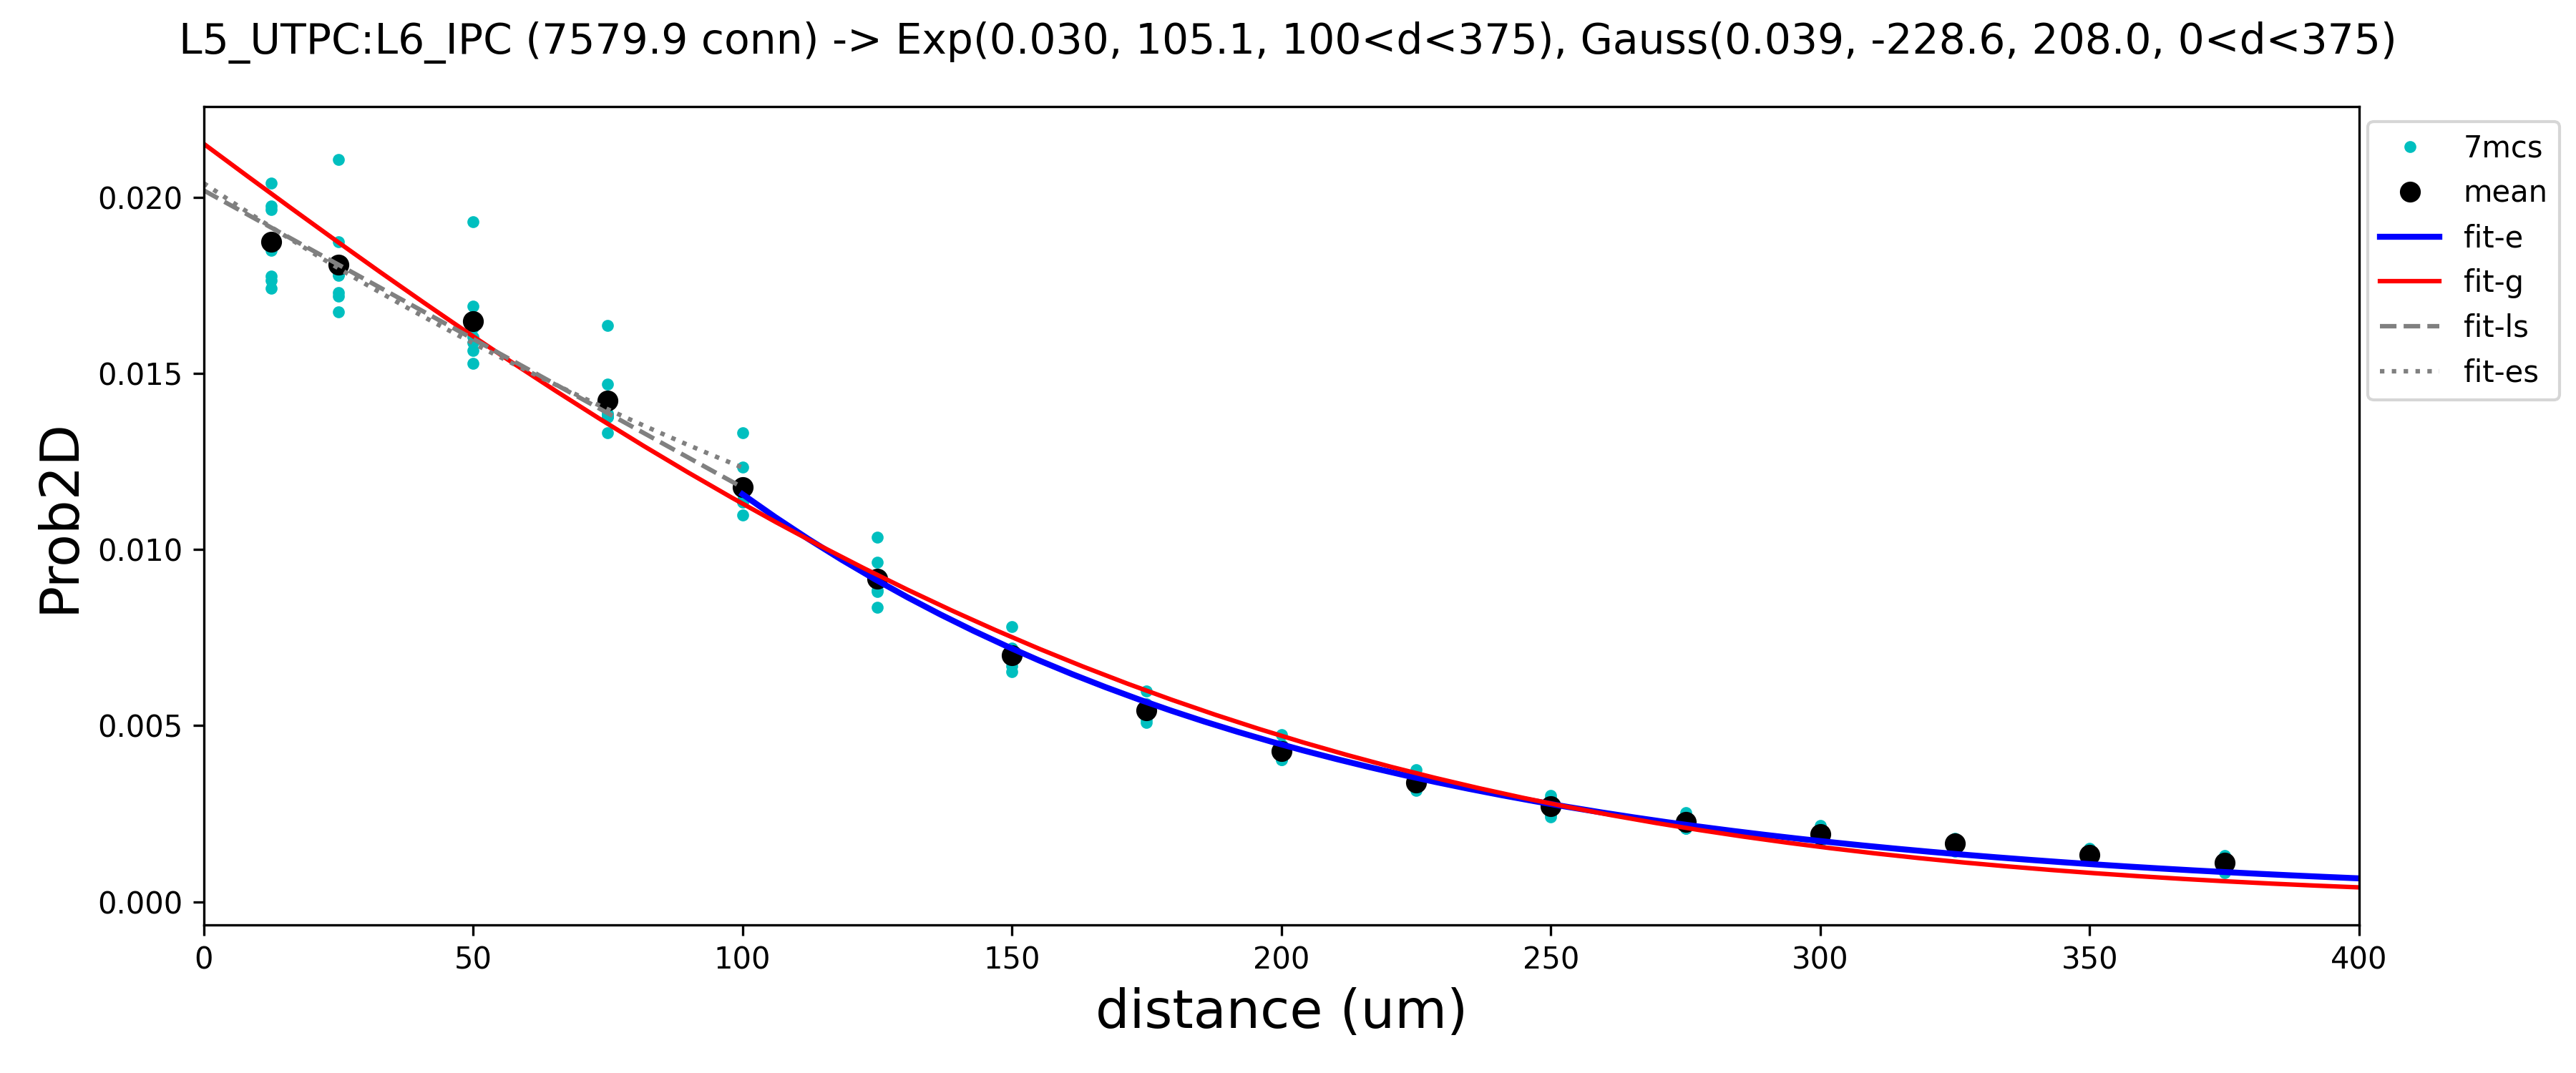 L5_UTPC:L6_IPC (7579.9 conn) -> Exp(0.030, 105.1, 100<d<375), Gauss(0.039, -228.6, 208.0, 0<d<375)
7mcs
mean
fit-e
fit-g
fit-ls
fit-es
Prob2D
0.020
0.015
0.010
0.005
0.000
0 50 100 150 200 250 300 350 400
distance (um)